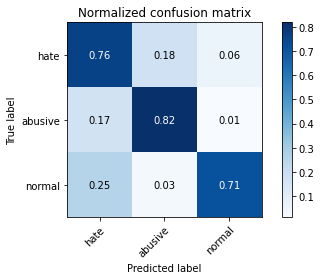 Normalized confusion matrix
hate 0.76 0.18 0.06
abusive 0.17 0.82 0.01
normal 0.25 0.03 0.71
hate abusive normal
True label
Predicted label
0.8
0.7
0.6
0.5
0.4
0.3
0.2
0.1